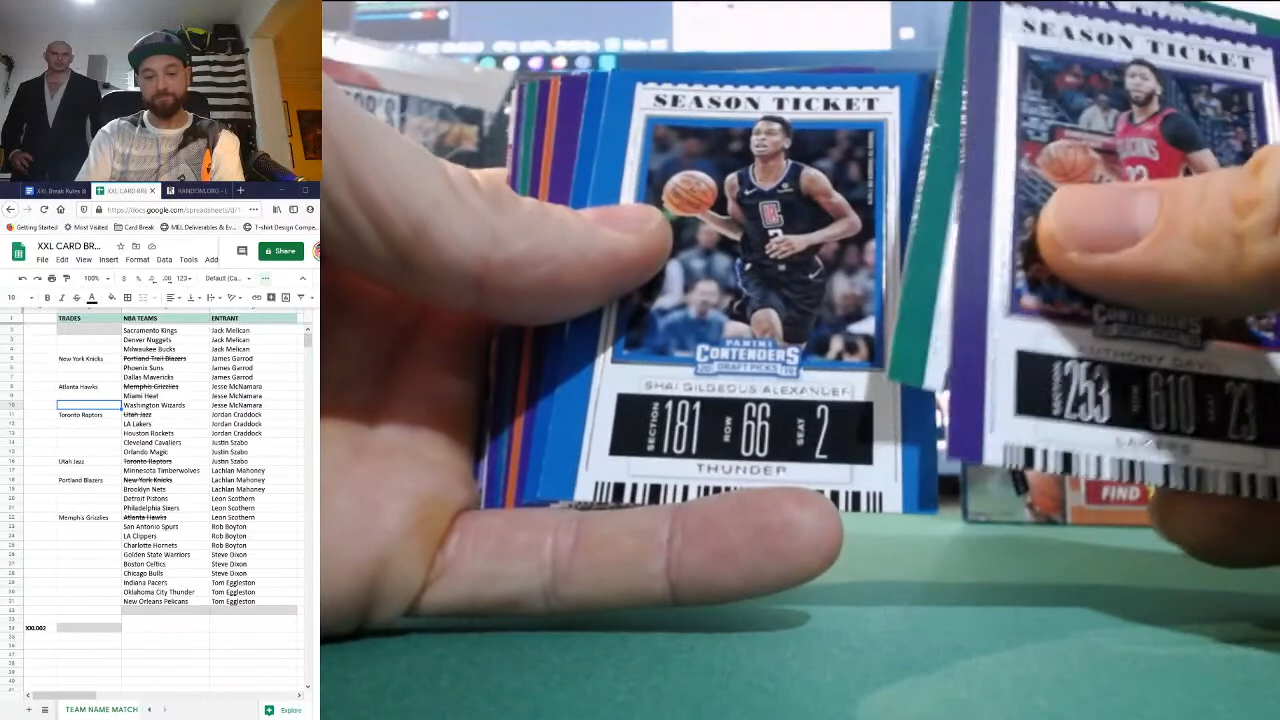 XXL Break Rules &
XXL CARD BRE
RANDOM.ORG - L
https://docs.google.com/spreadsheets/d/1
Getting Started
Most Visited
Card Break
MEL Deliverables & Ev...
T-shirt Design Compe...
XXL CARD BR...
Share
File Edit View Insert Format Data Tools Add
100%
$ % .0 .00 123
Default (Ca...
10
B I S A
TRADES NBA TEAMS ENTRANT:
Sacramento Kings Jack Melican
Denver Nuggets Jack Melican
Milwaukee Bucks Jack Melican
New York Knicks Portland Trail Blazers James Garrod
Phoenix Suns James Garrod
Dallas Mavericks James Garrod
Atlanta Hawks Memphis Grizzlies Jesse McNamara
Miami Heat Jesse McNamara
Washington Wizards Jesse McNamara
Toronto Raptors Utah Jazz Jordan Craddock
LA Lakers Jordan Craddock
Houston Rockets Jordan Craddock
Cleveland Cavaliers Justin Szabo
Orlando Magic Justin Szabo
Utah Jazz Toronto Raptors Justin Szabo
Minnesota Timberwolves Lachlan Mahoney
Portland Blazers New York Knicks Lachlan Mahoney
Brooklyn Nets Lachlan Mahoney
Detroit Pistons Leon Scothern
Philadelphia Sixers Leon Scothern
Memphis Grizzlies Atlanta Hawks Leon Scothern
San Antonio Spurs Rob Boyton
LA Clippers Rob Boyton
Charlotte Hornets Rob Boyton
Golden State Warriors Steve Dixon
Boston Celtics Steve Dixon
Chicago Bulls Steve Dixon
Indiana Pacers Tom Eggleston
Oklahoma City Thunder Tom Eggleston
New Orleans Pelicans Tom Eggleston
XXL002
TEAM NAME MATCH
Explore
SEASON TICKET
PANINI
CONTENDERS
DRAFT PICKS
SHAI GILGEOUS ALEXANDER
SECTION 181 ROW 66 SEAT 2
THUNDER
SEASON TICKET
CONTENDERS
253 610 23
LAKERS
FIND